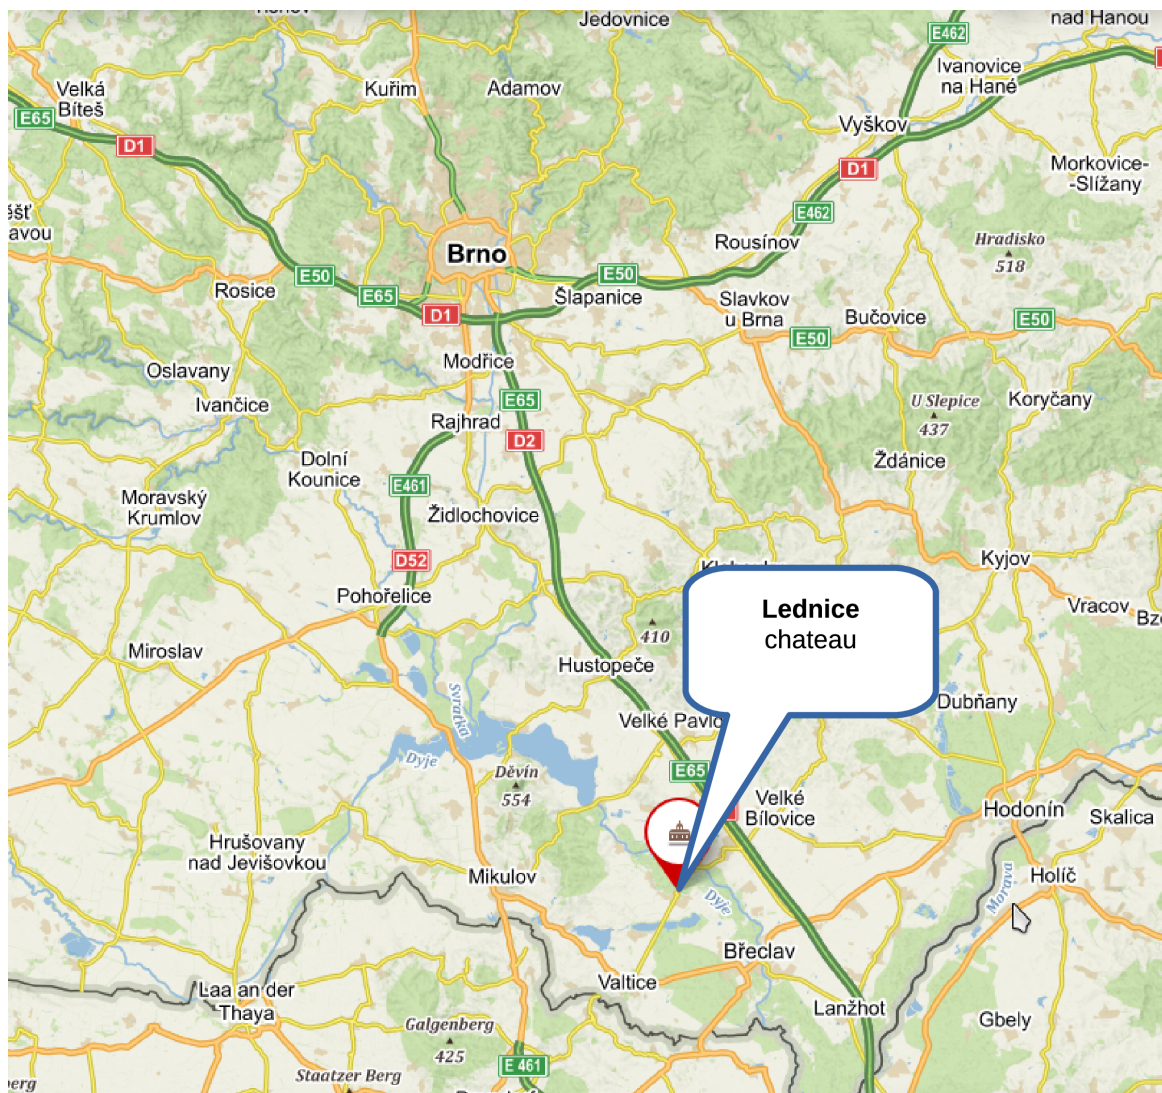 Jedovnice
nad Hanou
E462
Ivanovice
na Hané
Velká
Bíteš
Kuřim
Adamov
E65
Vyškov
D1
D1
Morkovice-
-Slížany
E462
avou
Brno
Rousínov
Hradisko
518
E50
E50
Rosice
E65
Šlapanice
Slavkov
u Brna
D1
Bučovice
E50
E50
Modřice
Oslavany
Ivančice
E65
U Slepice
437
Koryčany
Rajhrad
D2
Dolní
Kounice
Ždánice
E461
Moravský
Krumlov
Židlochovice
D52
Kyjov
Pohořelice
Lednice
chateau
Vracov
410
Miroslav
Hustopeče
Svratka
Dubňany
Velké Pavlo
Dyje
Děvín
554
E65
Velké
Bílovice
Hodonín
Skalica
Hrušovany
nad Jevišovkou
Mikulov
Holíč
Morava
Dyje
Břeclav
Valtice
Laa an der
Thaya
Lanžhot
Galgenberg
425
Gbely
E 461
Staatzer Berg
erg